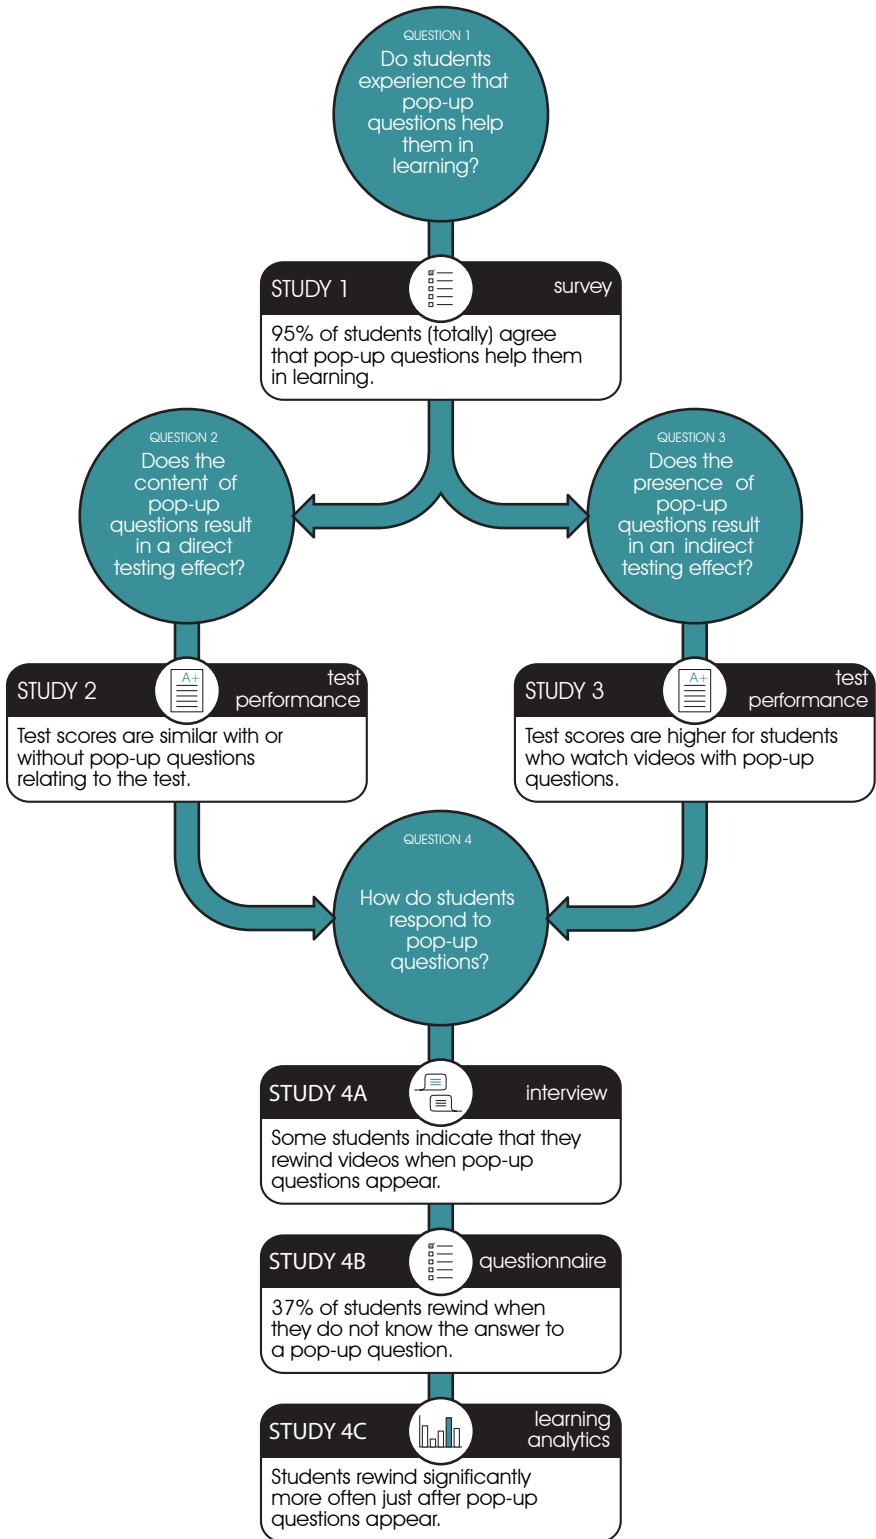 QUESTION 1
Do students
experience that
pop-up
questions help
them in
learning?
STUDY 1
survey
95% of students (totally) agree
that pop-up questions help them
in learning.
QUESTION 2
Does the
content of
pop-up
questions result
in a direct
testing effect?
QUESTION 3
Does the
presence of
pop-up
questions result
in an indirect
testing effect?
STUDY 2
A+
test
performance
Test scores are similar with or
without pop-up questions
relating to the test.
STUDY 3
A+
test
performance
Test scores are higher for students
who watch videos with pop-up
questions.
QUESTION 4
How do students
respond to
pop-up
questions?
STUDY 4A
interview
Some students indicate that they
rewind videos when pop-up
questions appear.
STUDY 4B
questionnaire
37% of students rewind when
they do not know the answer to
a pop-up question.
STUDY 4C
learning
analytics
Students rewind significantly
more often just after pop-up
questions appear.